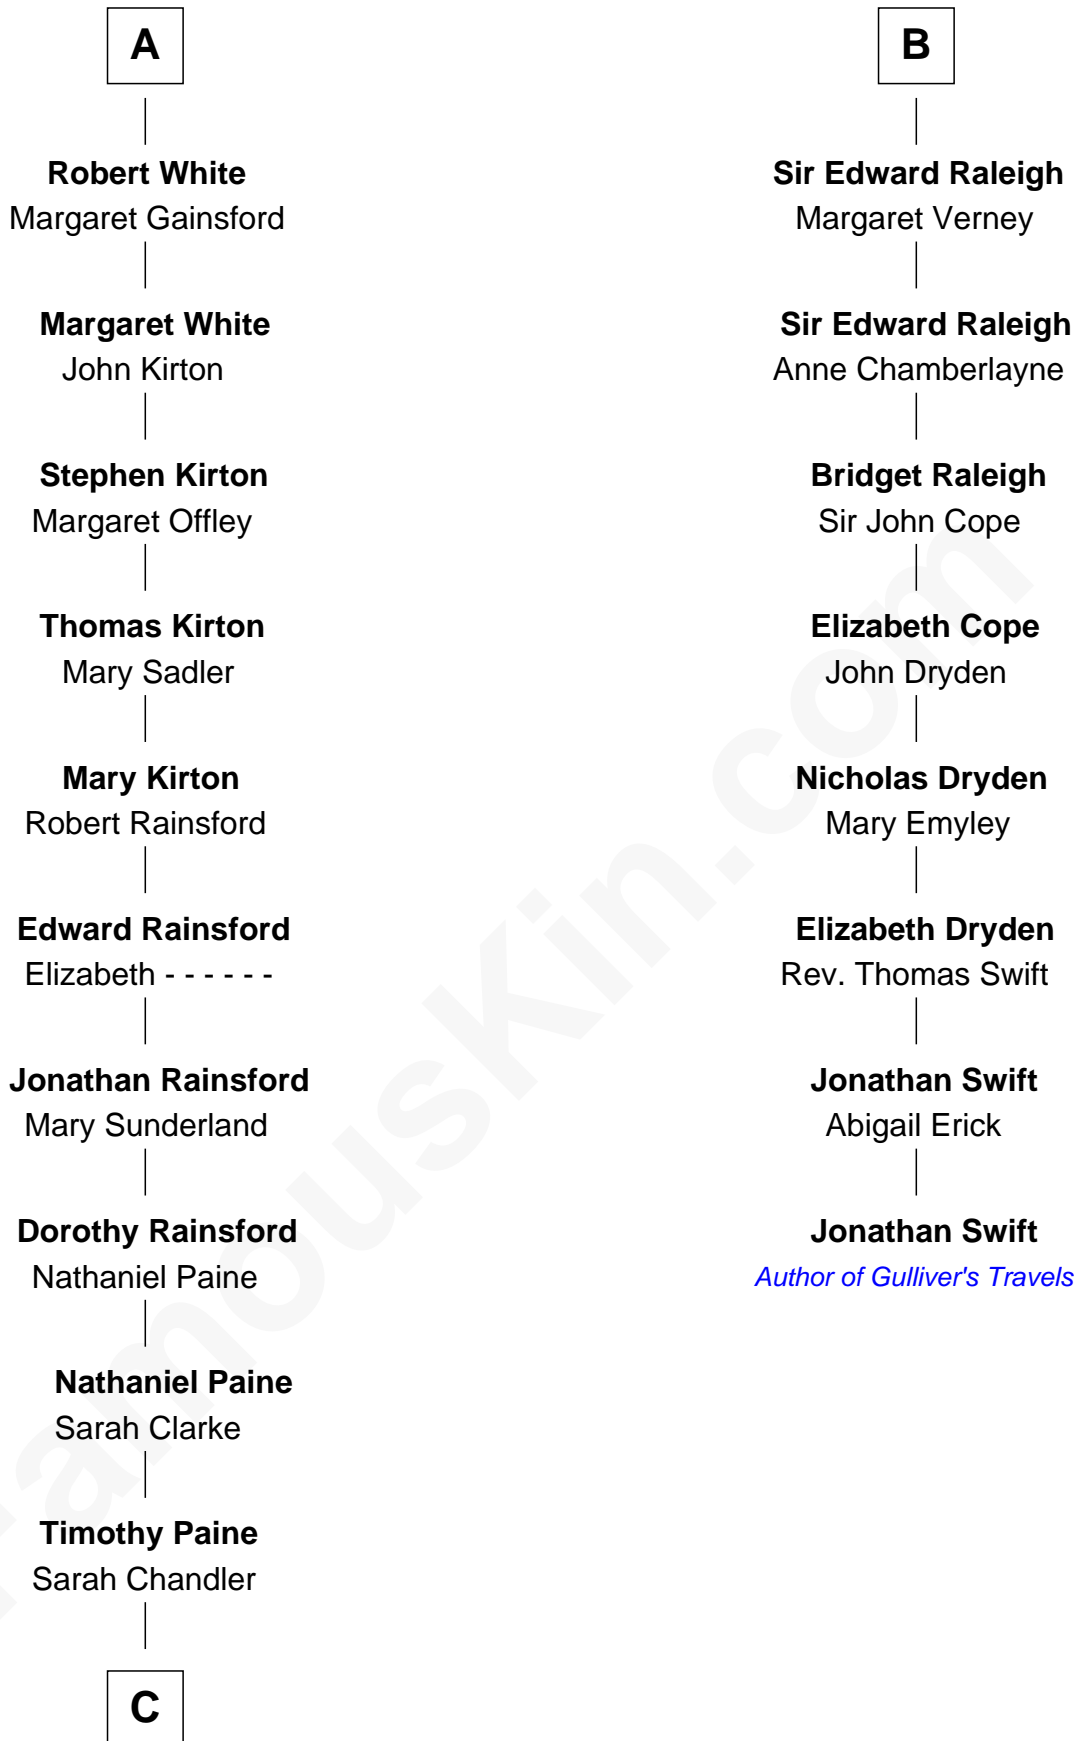 A
Robert White
Margaret Gainsford
Margaret White
John Kirton
Stephen Kirton
Margaret Offley
Thomas Kirton
Mary Sadler
Mary Kirton
Robert Rainsford
Edward Rainsford
Elizabeth - - - - - -
Jonathan Rainsford
Mary Sunderland
Dorothy Rainsford
Nathaniel Paine
Nathaniel Paine
Sarah Clarke
Timothy Paine
Sarah Chandler
C
B
Sir Edward Raleigh
Margaret Verney
Sir Edward Raleigh
Anne Chamberlayne
Bridget Raleigh
Sir John Cope
Elizabeth Cope
John Dryden
Nicholas Dryden
Mary Emyley
Elizabeth Dryden
Rev. Thomas Swift
Jonathan Swift
Abigail Erick
Jonathan Swift
Author of Gulliver's Travels
FamousKin.com